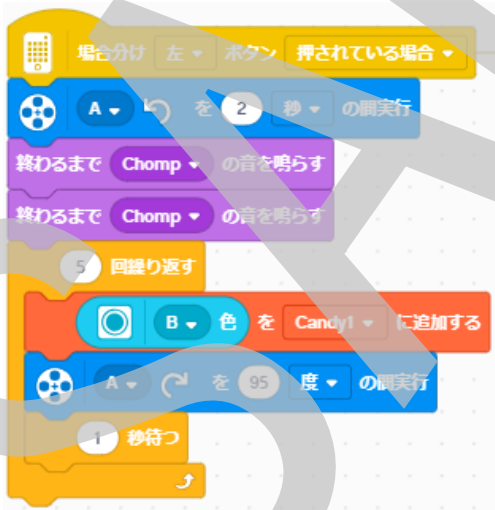 場合分け 左 ボタン 押されている場合
A を 2 秒 の間実行
終わるまで Chomp の音を鳴らす
終わるまで Chomp の音を鳴らす
5 回繰り返す
B 色 を Candy1 に追加する
A を 95 度 の間実行
1 秒待つ